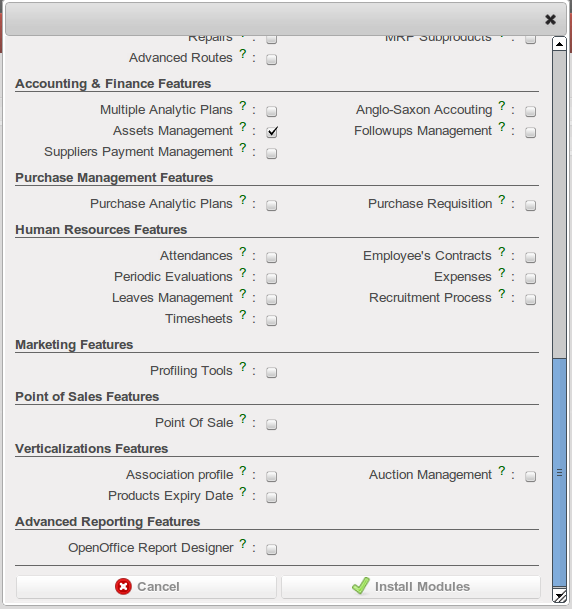 Repairs ? : MRP Subproducts ? :
Advanced Routes ? :
Accounting & Finance Features
Multiple Analytic Plans ? : Anglo-Saxon Accouting ? :
Assets Management ? : Followups Management ? :
Suppliers Payment Management ? :
Purchase Management Features
Purchase Analytic Plans ? : Purchase Requisition ? :
Human Resources Features
Attendances ? : Employee's Contracts ? :
Periodic Evaluations ? : Expenses ? :
Leaves Management ? : Recruitment Process ? :
Timesheets ? :
Marketing Features
Profiling Tools ? :
Point of Sales Features
Point Of Sale ? :
Verticalizations Features
Association profile ? : Auction Management ? :
Products Expiry Date ? :
Advanced Reporting Features
OpenOffice Report Designer ? :
Cancel Install Modules